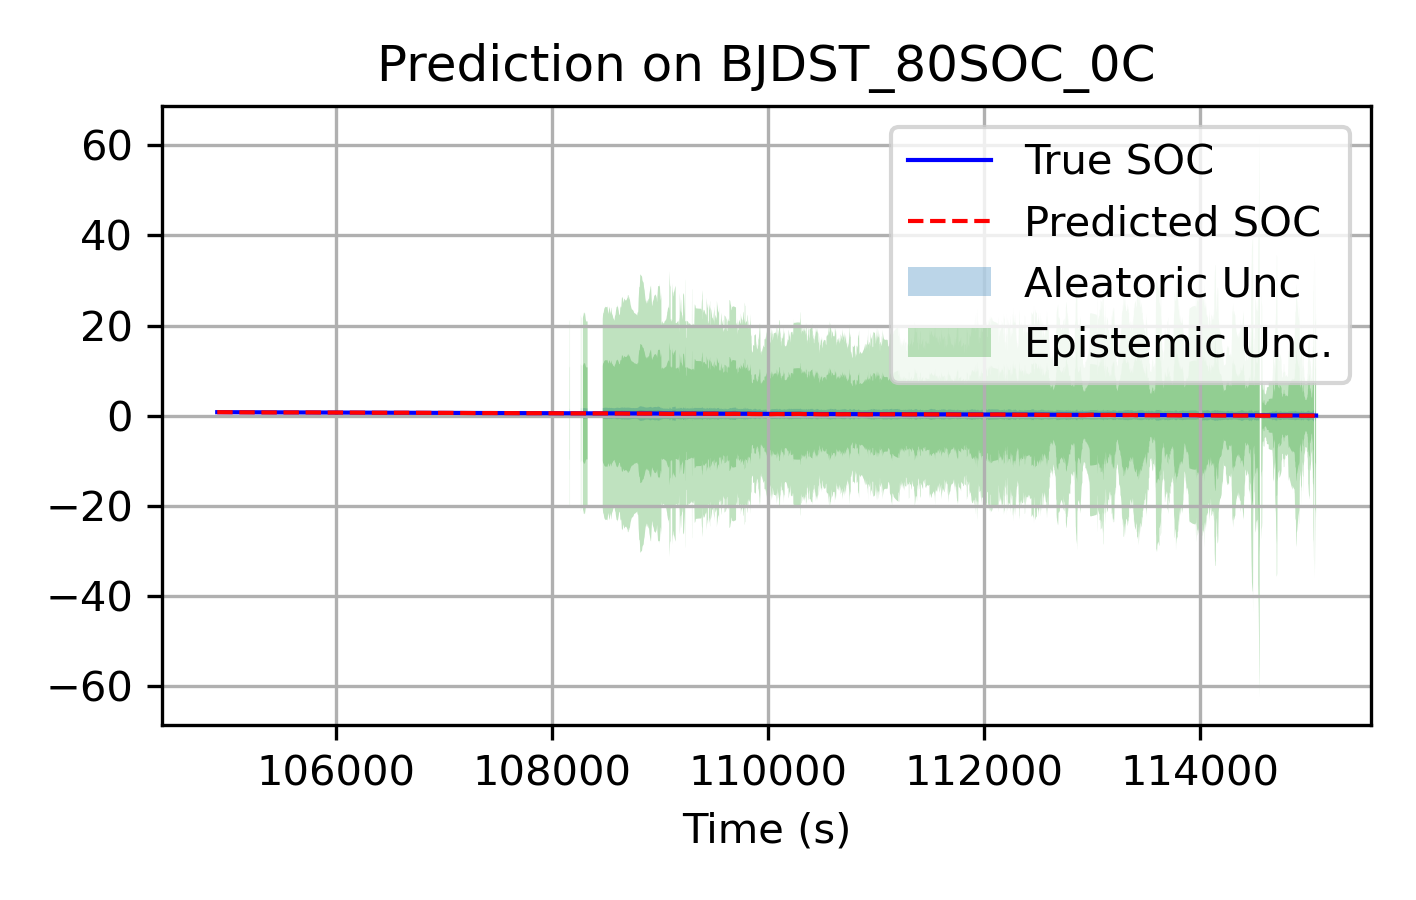 Prediction on BJDST_80SOC_0C
True SOC
Predicted SOC
Aleatoric Unc
Epistemic Unc.
60
40
20
0
−20
−40
−60
106000 108000 110000 112000 114000
Time (s)